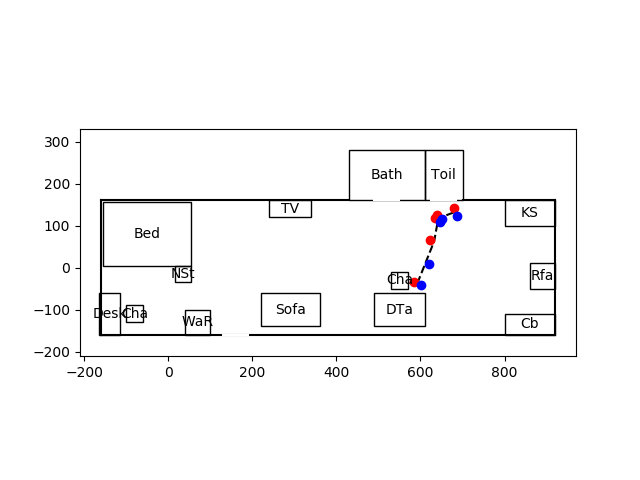 300
200
100
0
−100
−200
−200
0
200
400
600
800
Bath
Toil
TV
KS
Bed
NSt
Cha
Rfa
Desk
Cha
WaR
Sofa
DTa
Cb